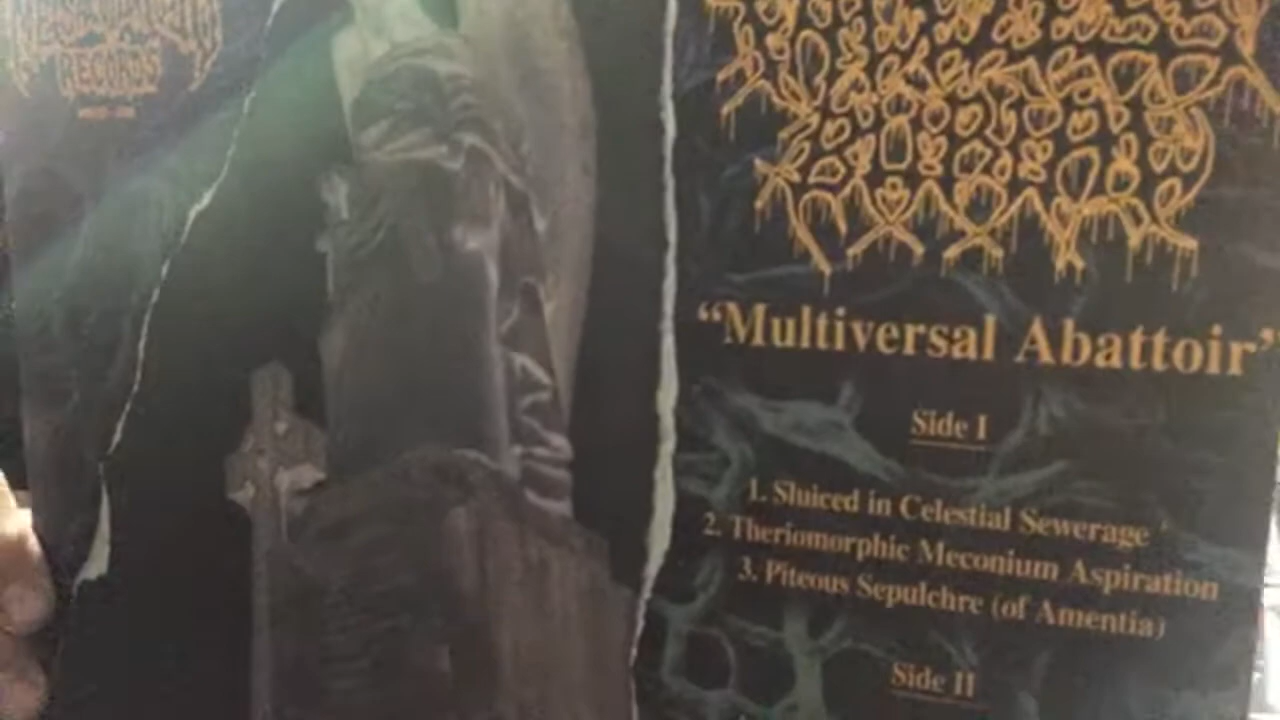 RECORDS
“Multiversal Abattoir”
Side I
1. Sluiced in Celestial Sewerage
2. Theriomorphic Meconium Aspiration
3. Piteous Sepulchre (of Amentia)
Side II